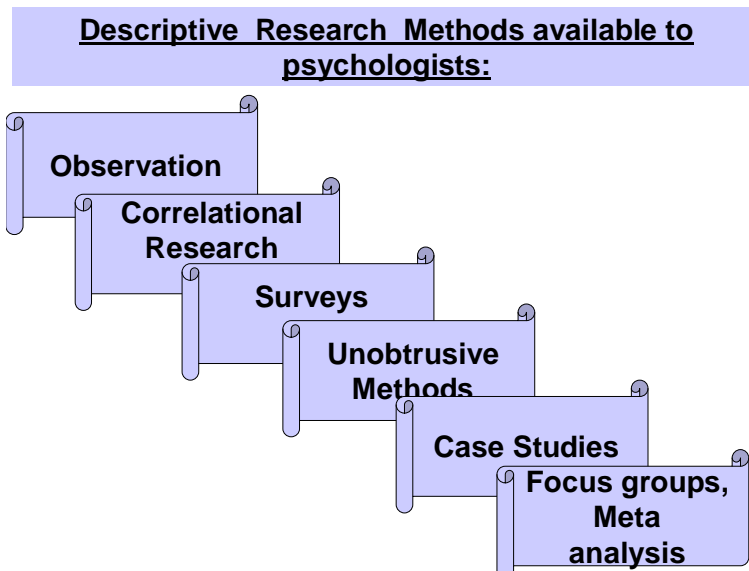 Descriptive Research Methods available to
psychologists:
Observation
Correlational
Research
Surveys
Unobtrusive
Methods
Case Studies
Focus groups,
Meta
analysis